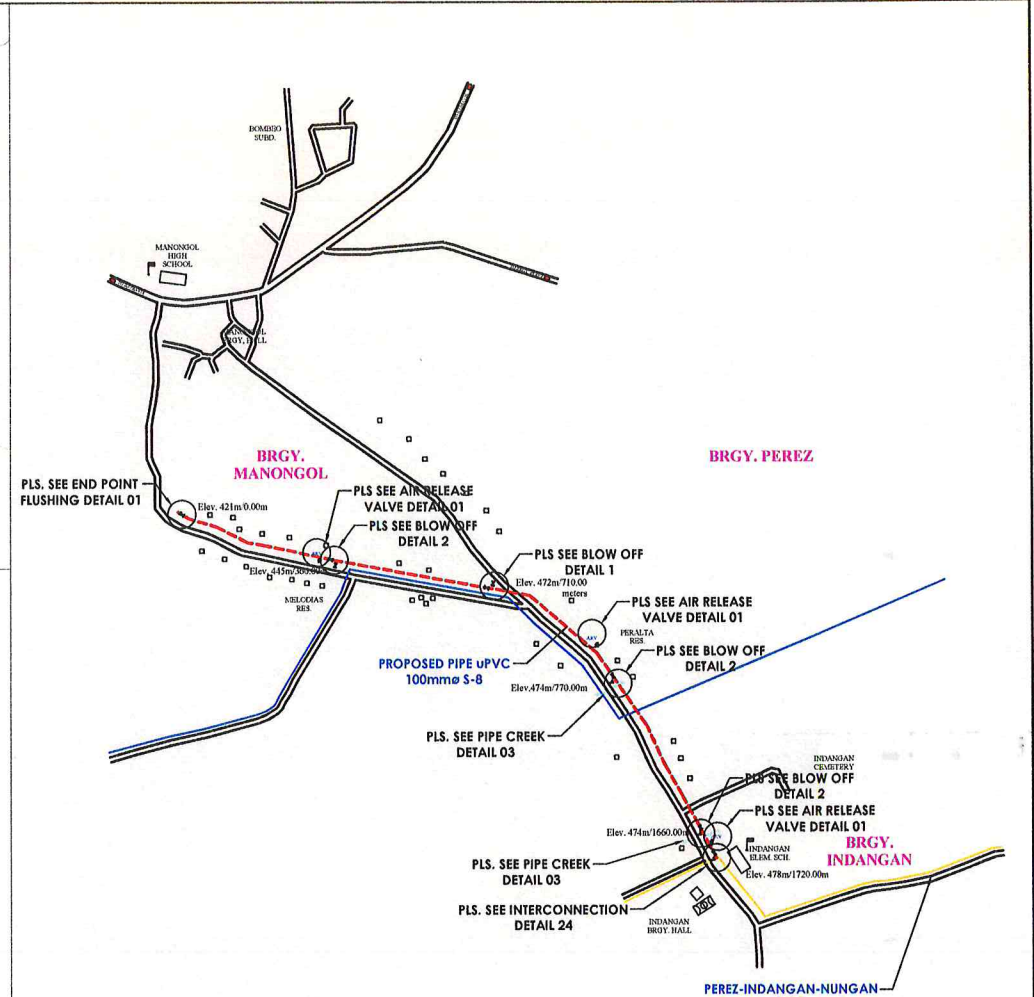 BOMBEO
SUBD.
MANONGOL
HIGH
SCHOOL
BRGY.
MANONGOL
BRGY. PEREZ
PLS. SEE END POINT
FLUSHING DETAIL 01
Elev. 421m/0.00m
PLS SEE AIR RELEASE
VALVE DETAIL 01
PLS SEE BLOW OFF
DETAIL 2
ARV
MELODIAS
RES.
PLS SEE BLOW OFF
DETAIL 1
Elev. 472m/710.00
meters
PLS SEE AIR RELEASE
VALVE DETAIL 01
ARV
PERALTA
RES.
PLS SEE BLOW OFF
DETAIL 2
PROPOSED PIPE uPVC
100mmø S-8
Elev.474m/770.00m
PLS. SEE PIPE CREEK
DETAIL 03
INDANGAN
CEMETERY
PLS SEE BLOW OFF
DETAIL 2
PLS SEE AIR RELEASE
VALVE DETAIL 01
Elev. 474m/1660.00m
BRGY.
INDANGAN
INDANGAN
ELEM. SCH.
Elev. 478m/1720.00m
PLS. SEE PIPE CREEK
DETAIL 03
PLS. SEE INTERCONNECTION
DETAIL 24
INDANGAN
BRGY. HALL
PEREZ-INDANGAN-NUNGAN